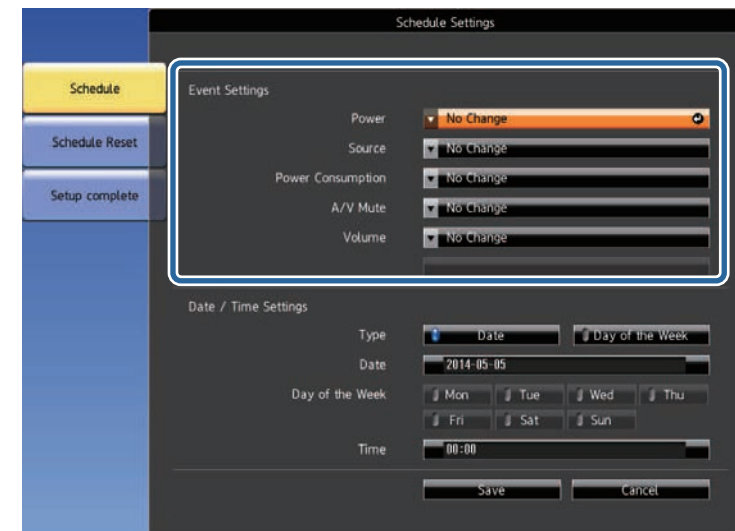 Schedule Settings
Schedule
Schedule Reset
Setup complete
Event Settings
Power No Change
Source No Change
Power Consumption No Change
A/V Mute No Change
Volume No Change
Date / Time Settings
Type Date Day of the Week
Date 2014-05-05
Day of the Week Mon Tue Wed Thu
Fri Sat Sun
Time 00:00
Save Cancel